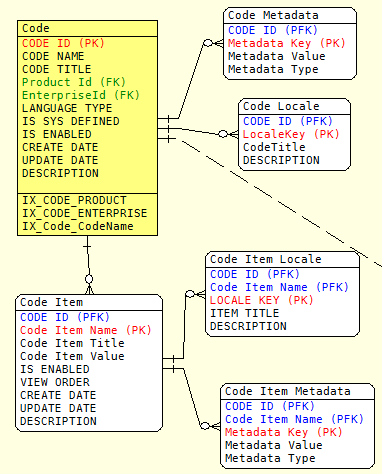 Code
CODE ID (PK)
CODE NAME
CODE TITLE
Product Id (FK)
EnterpriseId (FK)
LANGUAGE TYPE
IS SYS DEFINED
IS ENABLED
CREATE DATE
UPDATE DATE
DESCRIPTION
IX_CODE_PRODUCT
IX_CODE_ENTERPRISE
IX_Code_CodeName
Code Metadata
CODE ID (PFK)
Metadata Key (PK)
Metadata Value
Metadata Type
Code Locale
CODE ID (PFK)
LocaleKey (PK)
CodeTitle
DESCRIPTION
Code Item Locale
CODE ID (PFK)
Code Item Name (PFK)
LOCALE KEY (PK)
ITEM TITLE
DESCRIPTION
Code Item
CODE ID (PFK)
Code Item Name (PK)
Code Item Title
Code Item Value
IS ENABLED
VIEW ORDER
CREATE DATE
UPDATE DATE
DESCRIPTION
Code Item Metadata
CODE ID (PFK)
Code Item Name (PFK)
Metadata Key (PK)
Metadata Value
Metadata Type